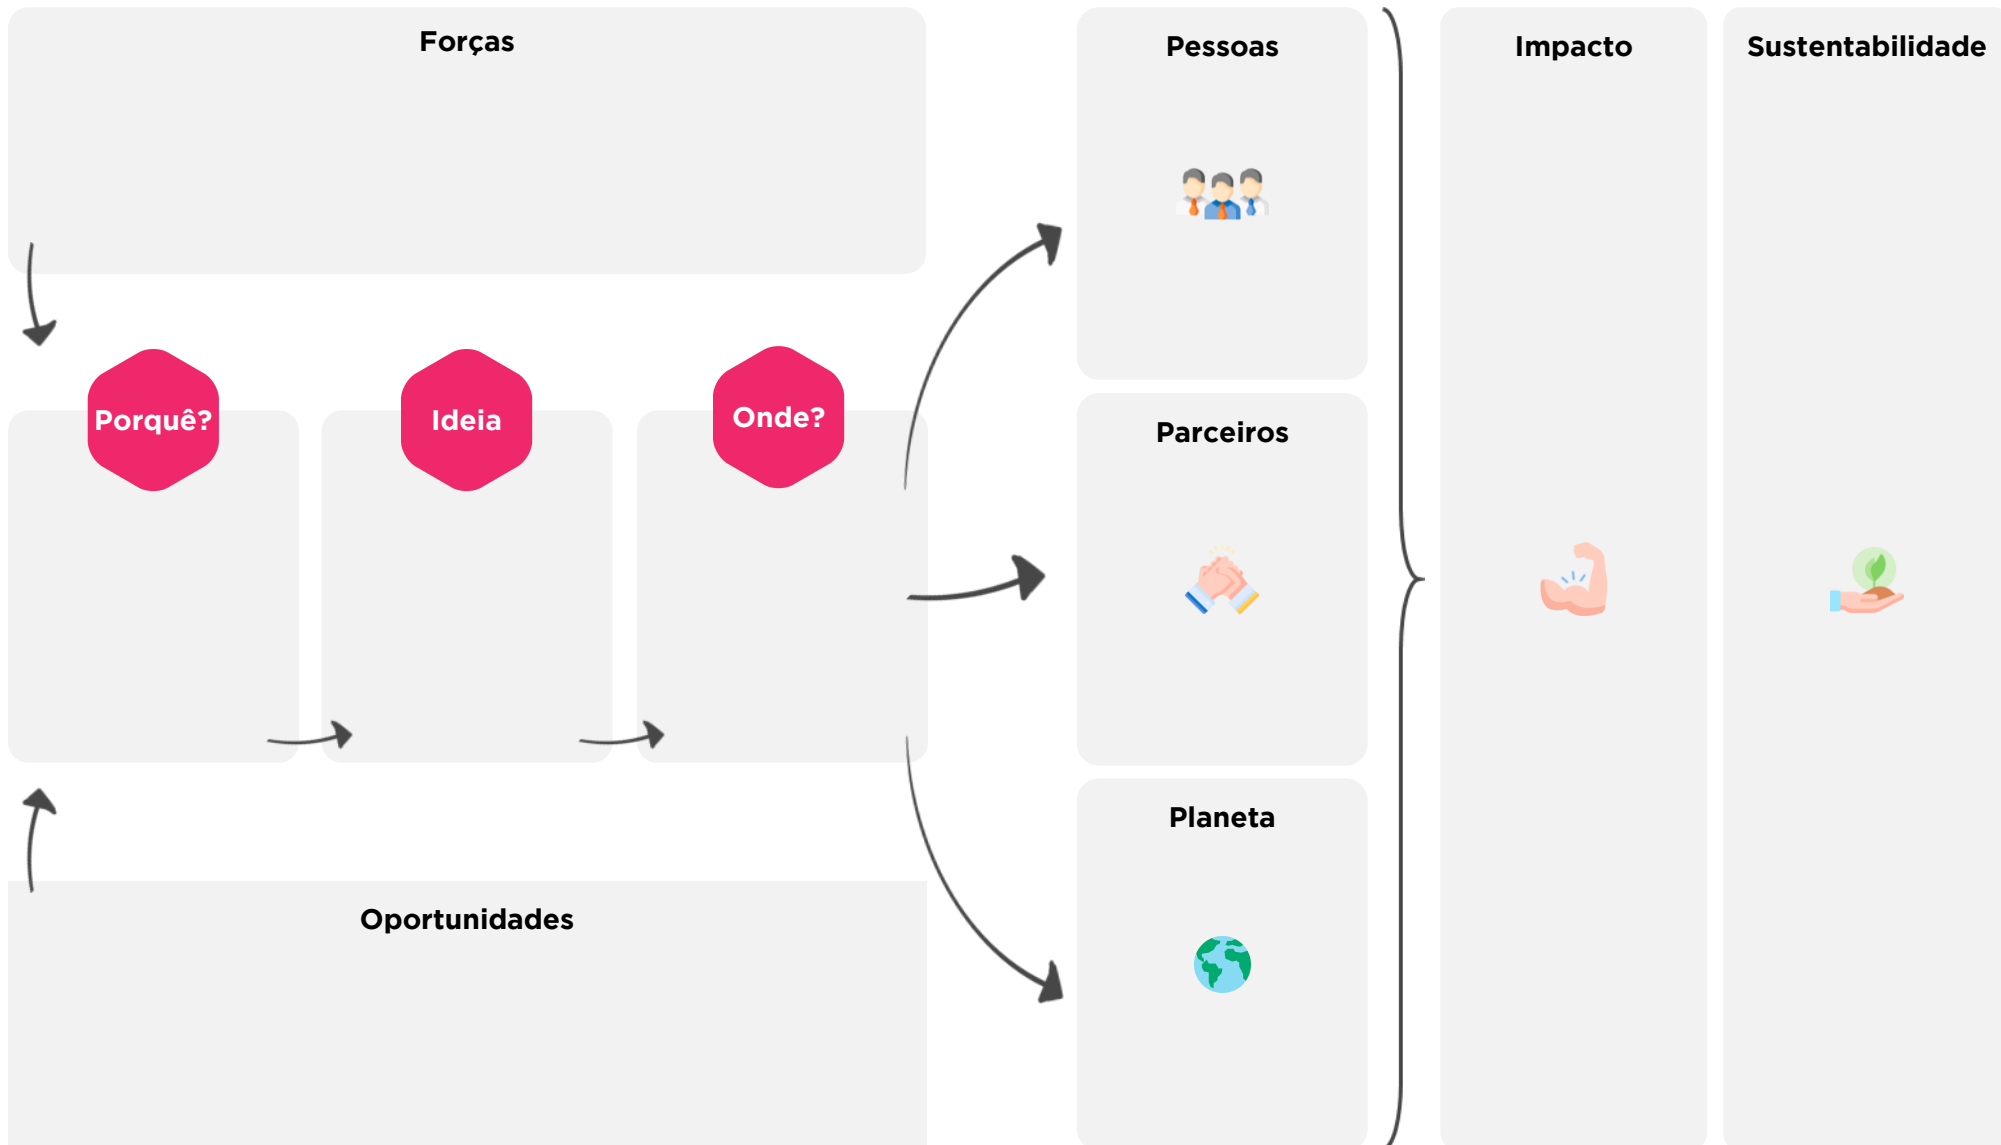 Forças
Porquê?
Ideia
Onde?
Oportunidades
Pessoas
Parceiros
Planeta
Impacto
Sustentabilidade